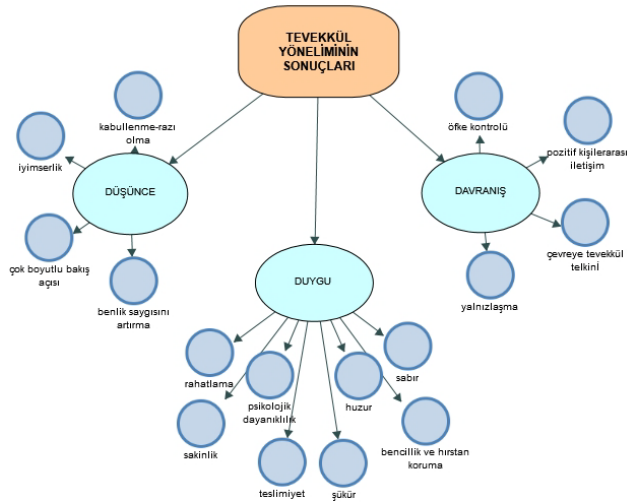 TEVEKKÜL
YÖNELİMİNİN
SONUÇLARI
kabullenme-razı
olma
iyimserlik
DÜŞÜNCE
çok boyutlu bakış
açısı
benlik saygısını
artırma
öfke kontrolü
pozitif kişilerarası
iletişim
DAVRANIŞ
çevreye tevekkül
telkinİ
yalnızlaşma
DUYGU
rahatlama
sakinlik
psikolojik
dayanıklılık
teslimiyet
şükür
huzur
sabır
bencillik ve hırstan
koruma